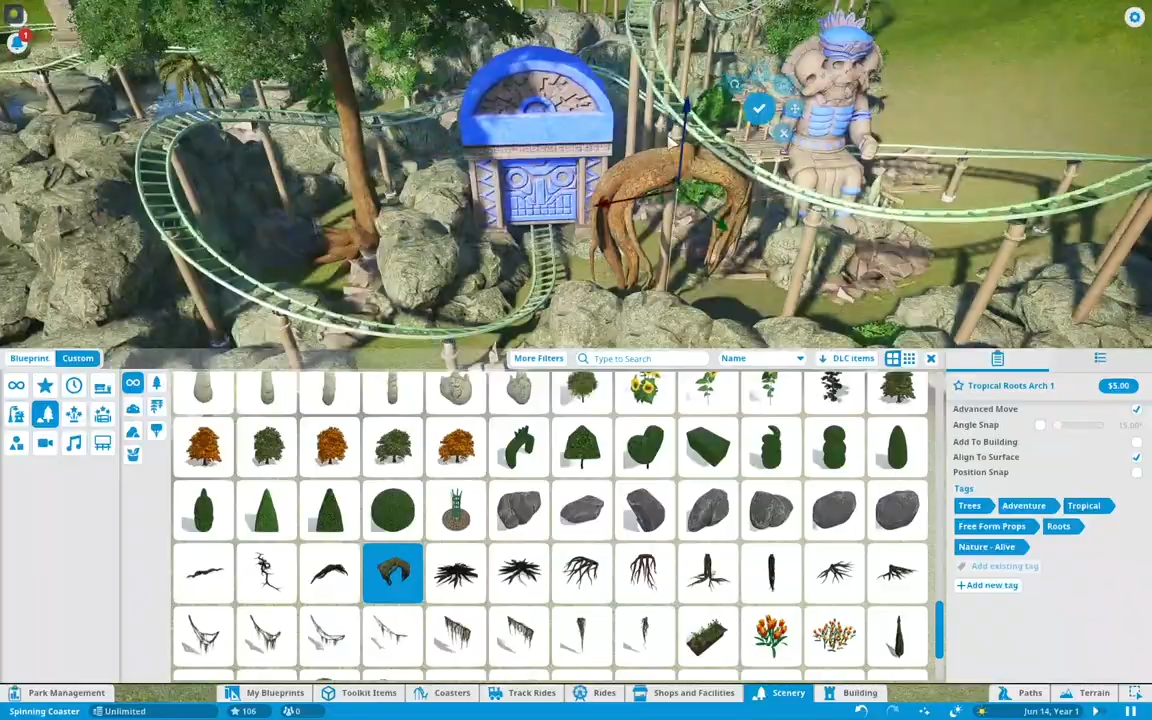 1
Blueprint Custom More Filters Type to Search Name DLC items
Tropical Roots Arch 1 $5.00
Advanced Move
Angle Snap 15.00°
Add To Building
Align To Surface
Position Snap
Tags
Trees Adventure Tropical
Free Form Props Roots
Nature - Alive
Add existing tag
+Add new tag
Park Management My Blueprints Toolkit Items Coasters Track Rides Rides Shops and Facilities Scenery Building Paths Terrain
Spinning Coaster Unlimited 106 0 Jun 14, Year 1